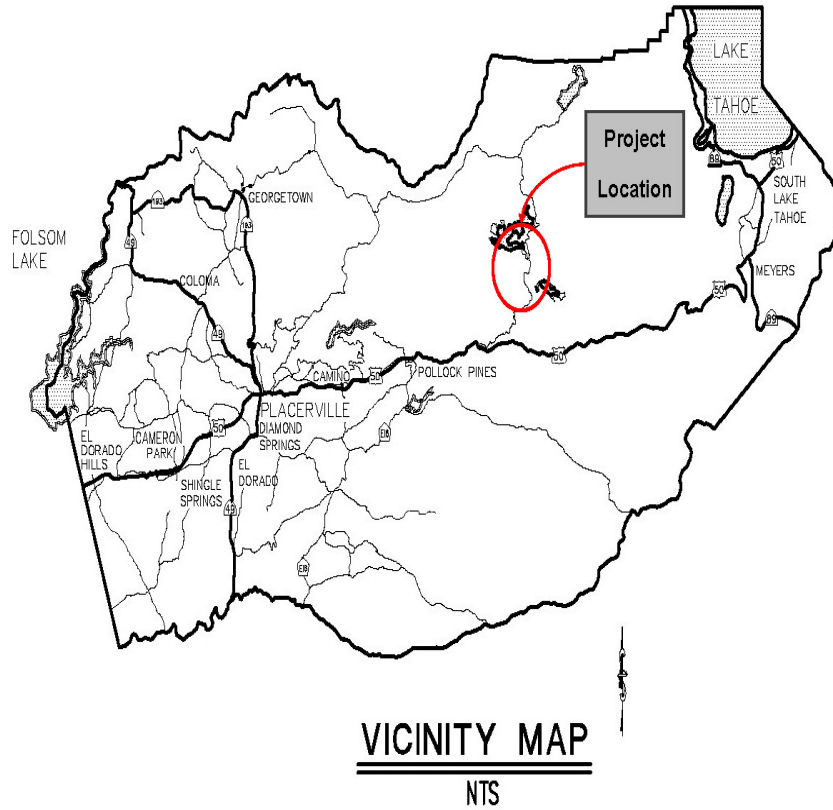 LAKE
TAHOE
Project
Location
89
50
SOUTH
LAKE
TAHOE
193
GEORGETOWN
193
FOLSOM
LAKE
49
COLOMA
MEYERS
50
49
89
50
CAMINO
50
POLLOCK PINES
PLACERVILLE
50
DIAMOND
SPRINGS
E16
EL
DORADO
HILLS
CAMERON
PARK
EL
DORADO
SHINGLE
SPRINGS
49
E16
VICINITY MAP
NTS